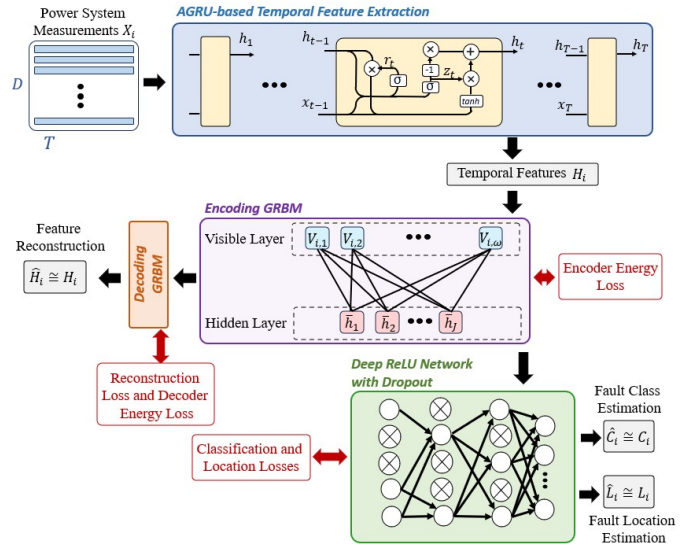 Power System
Measurements X_i
D
T
AGRU-based Temporal Feature Extraction
h_1
h_{t-1}
r_t
σ
x_{t-1}
×
×
-1
σ
z_t
+
×
tanh
h_t
h_{T-1}
x_T
h_T
Temporal Features H_i
Encoding GRBM
Visible Layer
V_{i,1}
V_{i,2}
V_{i,ω}
Hidden Layer
h̄_1
h̄_2
h̄_J
Encoder Energy
Loss
Decoding
GRBM
Feature
Reconstruction
Ĥ_i ≅ H_i
Reconstruction
Loss and Decoder
Energy Loss
Deep ReLU Network
with Dropout
Classification and
Location Losses
Fault Class
Estimation
Ĉ_i ≅ C_i
L̂_i ≅ L_i
Fault Location
Estimation